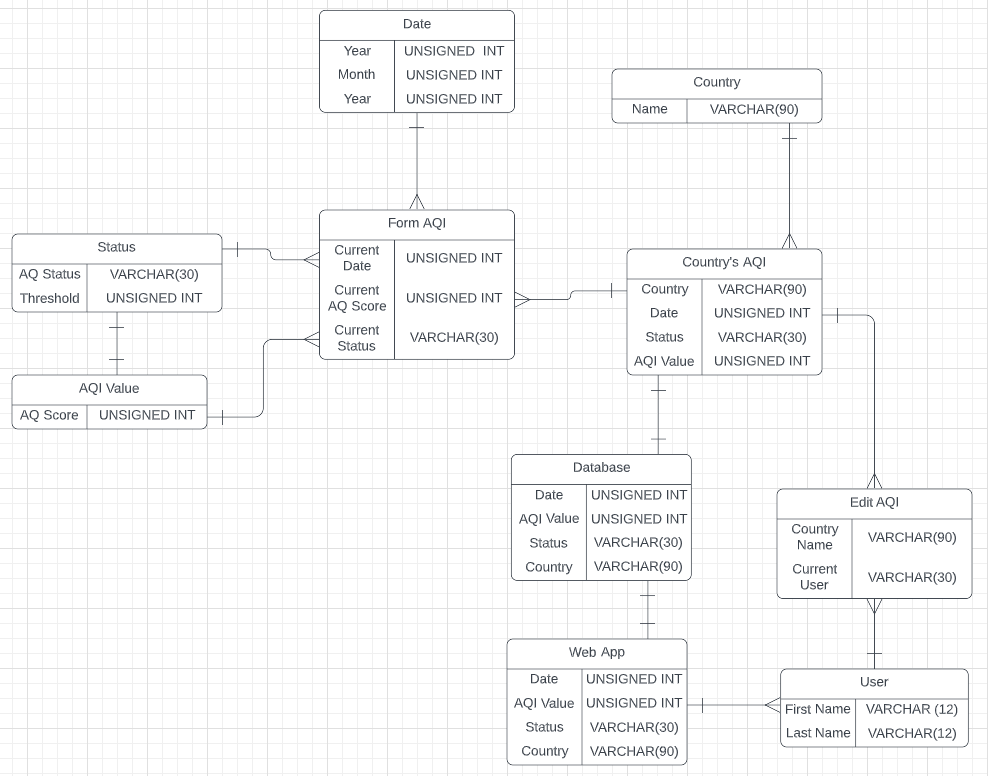 Date
Year UNSIGNED INT
Month UNSIGNED INT
Year UNSIGNED INT
Country
Name VARCHAR(90)
Status
AQ Status VARCHAR(30)
Threshold UNSIGNED INT
Form AQI
Current
Date
UNSIGNED INT
Current
AQ Score
UNSIGNED INT
Current
Status
VARCHAR(30)
Country's AQI
Country VARCHAR(90)
Date UNSIGNED INT
Status VARCHAR(30)
AQI Value UNSIGNED INT
AQI Value
AQ Score UNSIGNED INT
Database
Date UNSIGNED INT
AQI Value UNSIGNED INT
Status VARCHAR(30)
Country VARCHAR(90)
Edit AQI
Country
Name
VARCHAR(90)
Current
User
VARCHAR(30)
Web App
Date UNSIGNED INT
AQI Value UNSIGNED INT
Status VARCHAR(30)
Country VARCHAR(90)
User
First Name VARCHAR (12)
Last Name VARCHAR(12)